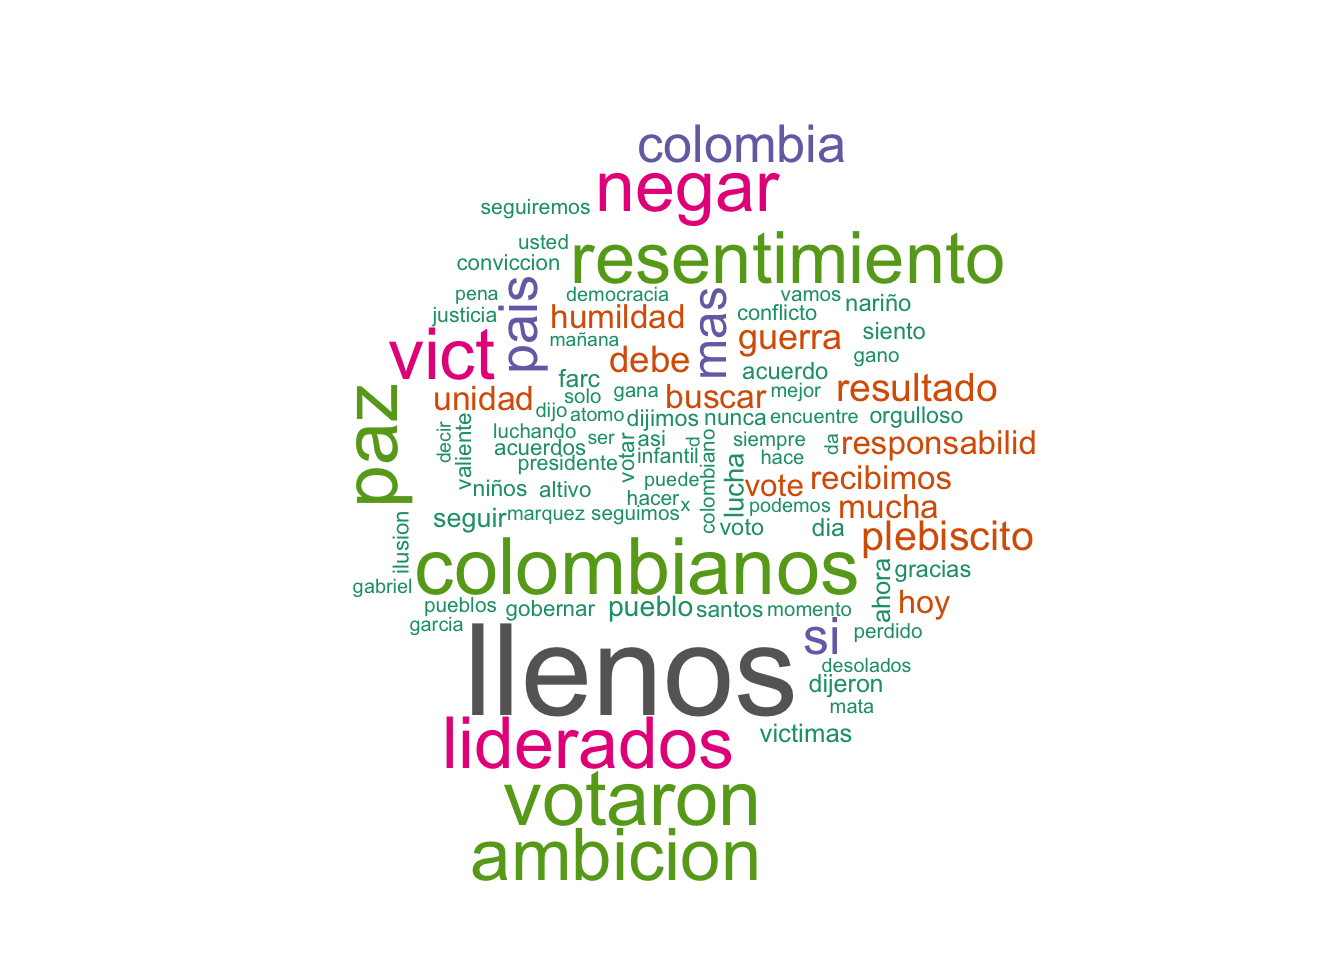 colombia
negar
seguiremos
usted
resentimiento
conviccion
pais
mas
pena
democracia
vamos
nariño
justicia
humildad
conflicto
mañana
guerra
siento
vict
debe
gano
farc
acuerdo
paz
unidad
solo
gana
buscar
mejor
resultado
dijo
atomo
dijimos
nunca
encuentre
orgulloso
decir
valiente
luchando
ser
votar
asi
d
siempre
da
responsabilid
acuerdos
infantil
colombiano
hace
presidente
lucha
puede
recibimos
niños
altivo
vote
hacer
x
podemos
mucha
seguir
marquez
seguimos
voto
dia
plebiscito
ilusion
colombianos
ahora
gracias
gabriel
pueblos
gobernar
pueblo
santos
momento
hoy
garcia
llenos
si
perdido
desolados
dijeron
mata
liderados
victimas
votaron
ambicion